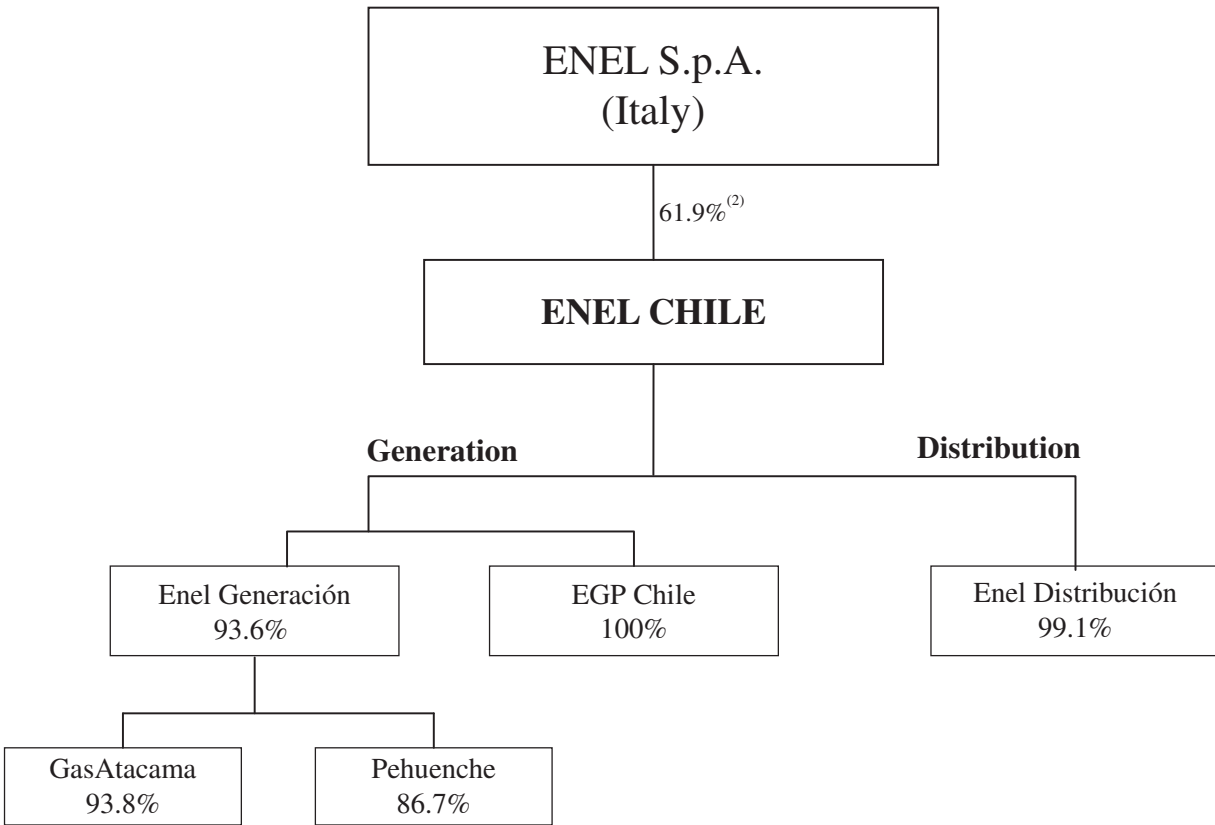 ENEL S.p.A.
(Italy)
61.9%(2)
ENEL CHILE
Generation
Distribution
Enel Generación
93.6%
EGP Chile
100%
Enel Distribución
99.1%
GasAtacama
93.8%
Pehuenche
86.7%